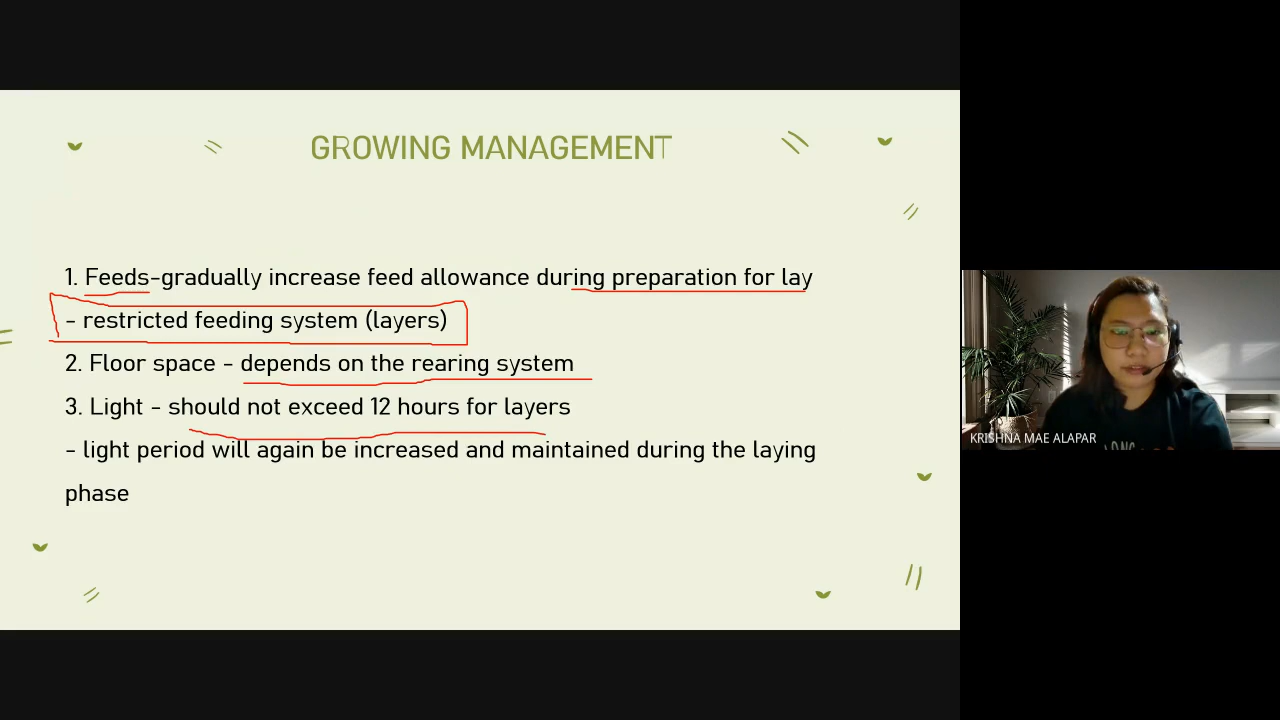 GROWING MANAGEMENT
1. Feeds-gradually increase feed allowance during preparation for lay
- restricted feeding system (layers)
2. Floor space - depends on the rearing system
3. Light - should not exceed 12 hours for layers
- light period will again be increased and maintained during the laying
phase
KRISHNA MAE ALAPAR